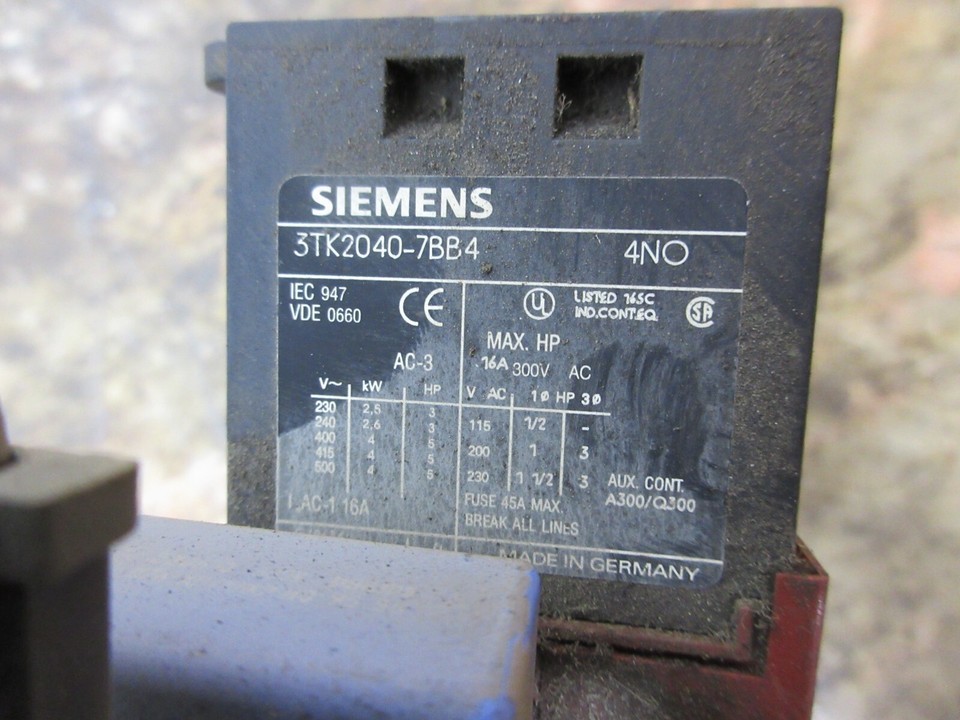 SIEMENS
3TK2040-7BB4 4NO
IEC 947
VDE 0660
CE
AC-3
V~ kW HP
230 2,5 3
240 2,6 3
400 4 5
415 4 5
500 4 5
AC-1 16A
UL LISTED 165C
IND.CONT.EQ.
SA
MAX. HP
16A 300V AC
V AC 1ø HP 3ø
115 1/2 -
200 1 3
230 1 1/2 3
AUX. CONT.
A300/Q300
FUSE 45A MAX.
BREAK ALL LINES
MADE IN GERMANY